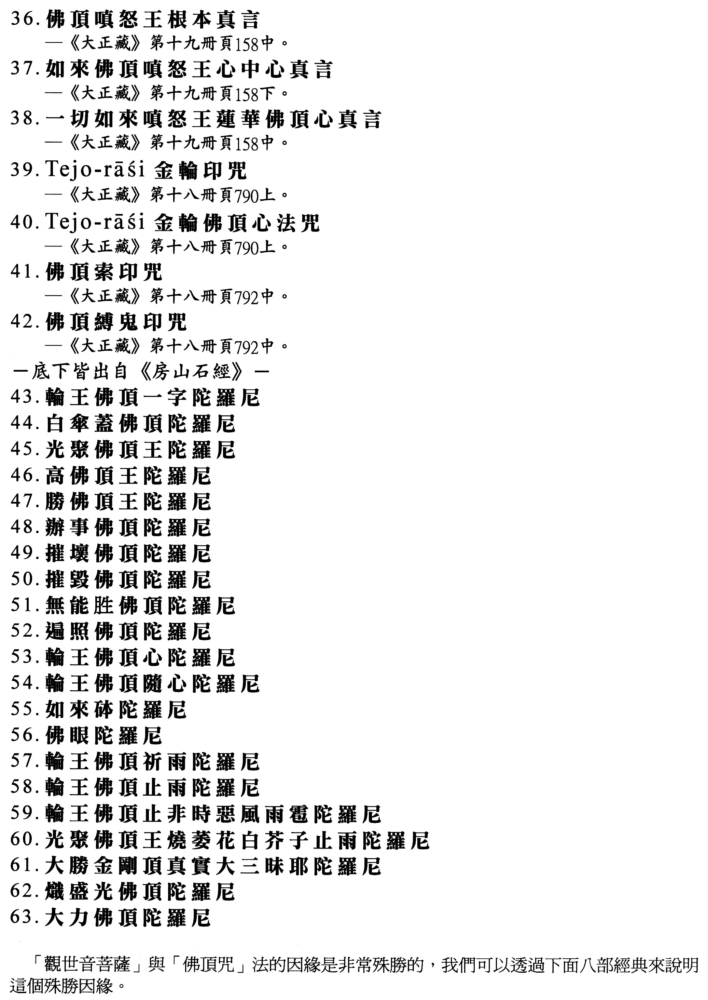 36.佛頂嗔怒王根本真言
—《大正藏》第十九冊頁158中。
37.如來佛頂嗔怒王心中心真言
—《大正藏》第十九冊頁158下。
38.一切如來嗔怒王蓮華佛頂心真言
—《大正藏》第十九冊頁158中。
39.Tejo-rāśi 金輪印咒
—《大正藏》第十八冊頁790上。
40.Tejo-rāśi 金輪佛頂心法咒
—《大正藏》第十八冊頁790上。
41.佛頂索印咒
—《大正藏》第十八冊頁792中。
42.佛頂縛鬼印咒
—《大正藏》第十八冊頁792中。
－底下皆出自《房山石經》－
43.輪王佛頂一字陀羅尼
44.白傘蓋佛頂陀羅尼
45.光聚佛頂王陀羅尼
46.高佛頂王陀羅尼
47.勝佛頂王陀羅尼
48.辦事佛頂陀羅尼
49.摧壞佛頂陀羅尼
50.摧毀佛頂陀羅尼
51.無能胜佛頂陀羅尼
52.遍照佛頂陀羅尼
53.輪王佛頂心陀羅尼
54.輪王佛頂隨心陀羅尼
55.如來砵陀羅尼
56.佛眼陀羅尼
57.輪王佛頂祈雨陀羅尼
58.輪王佛頂止雨陀羅尼
59.輪王佛頂止非時惡風雨雹陀羅尼
60.光聚佛頂王燒萎花白芥子止雨陀羅尼
61.大勝金剛頂真實大三昧耶陀羅尼
62.熾盛光佛頂陀羅尼
63.大力佛頂陀羅尼
「觀世音菩薩」與「佛頂咒」法的因緣是非常殊勝的，我們可以透過下面八部經典來說明
這個殊勝因緣。